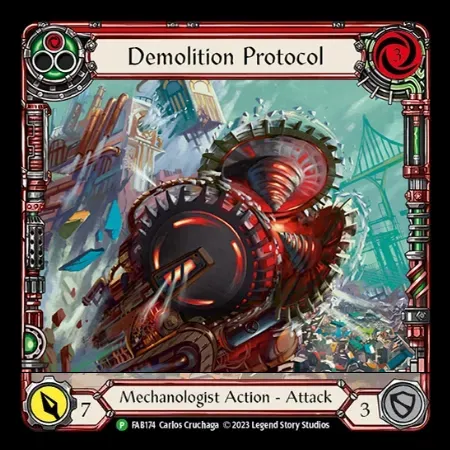 Demolition Protocol
3
7
Mechanologist Action - Attack
3
P FAB174 Carlos Cruchaga ©2023 Legend Story Studios